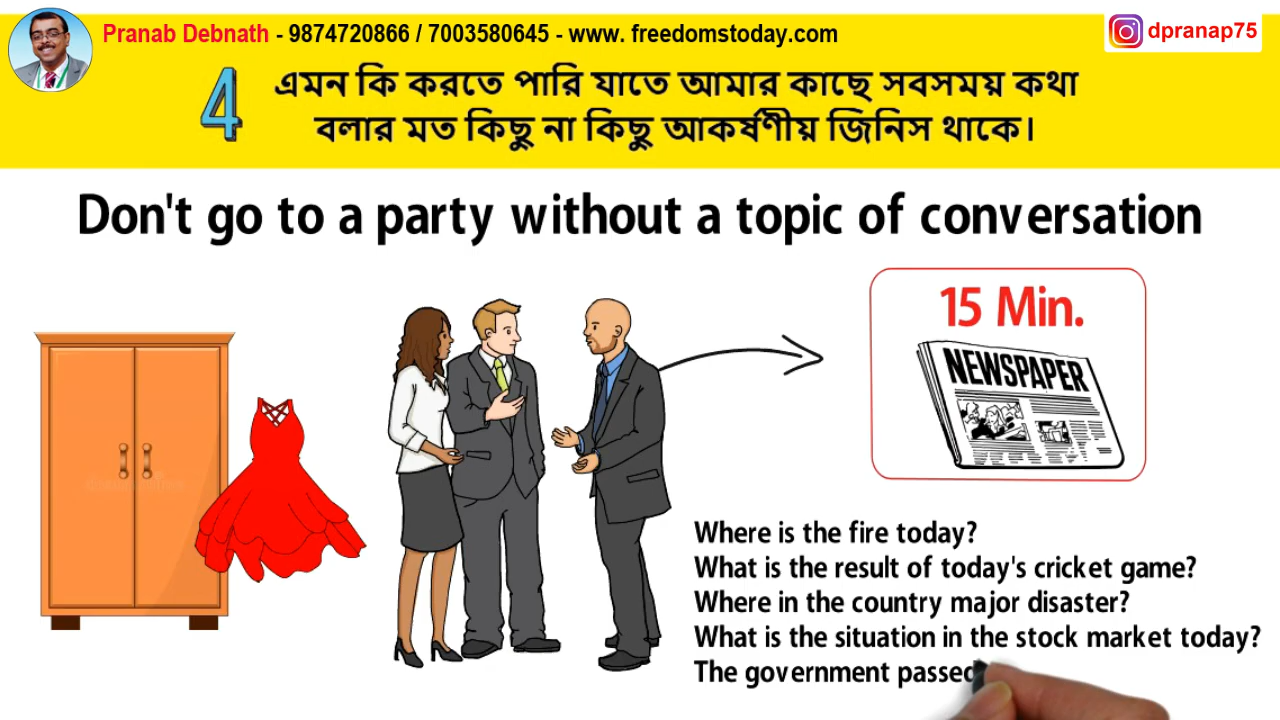 Pranab Debnath - 9874720866 / 7003580645 - www. freedomstoday.com
dpranap75
4
এমন কি করতে পারি যাতে আমার কাছে সবসময় কথা
বলার মত কিছু না কিছু আকর্ষণীয় জিনিস থাকে।
Don't go to a party without a topic of conversation
15 Min.
NEWSPAPER
Where is the fire today?
What is the result of today's cricket game?
Where in the country major disaster?
What is the situation in the stock market today?
The government passed